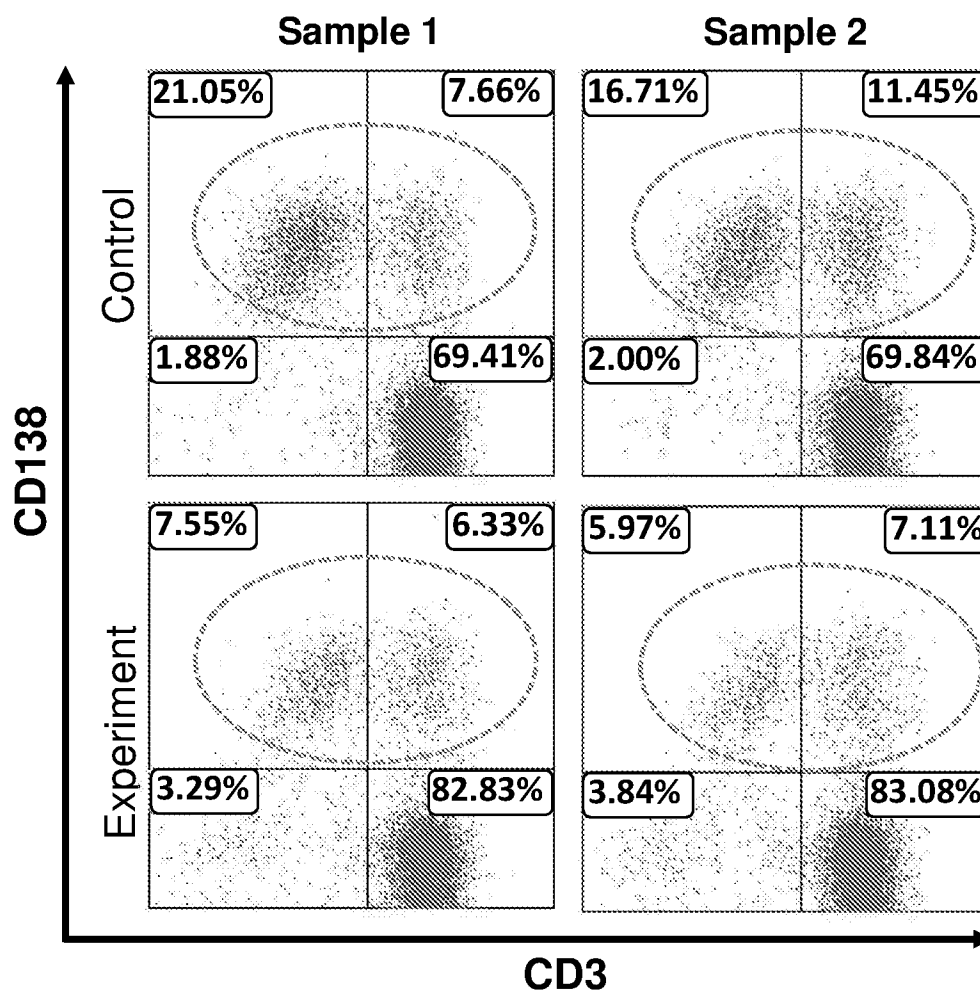 Sample 1 Sample 2
21.05% 7.66% 16.71% 11.45%
Control
1.88% 69.41% 2.00% 69.84%
CD138
7.55% 6.33% 5.97% 7.11%
Experiment
3.29% 82.83% 3.84% 83.08%
CD3